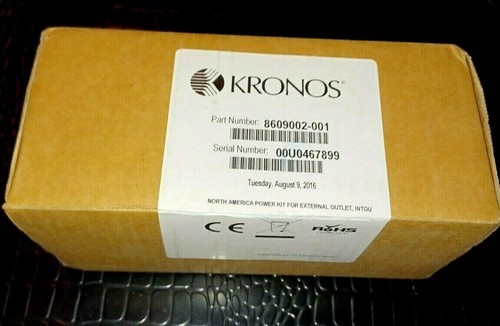 KRONOS®
Part Number: 8609002-001
Serial Number: 00U0467899
Tuesday, August 9, 2016
NORTH AMERICA POWER KIT FOR EXTERNAL OUTLET, INTOU
CE
RoHS